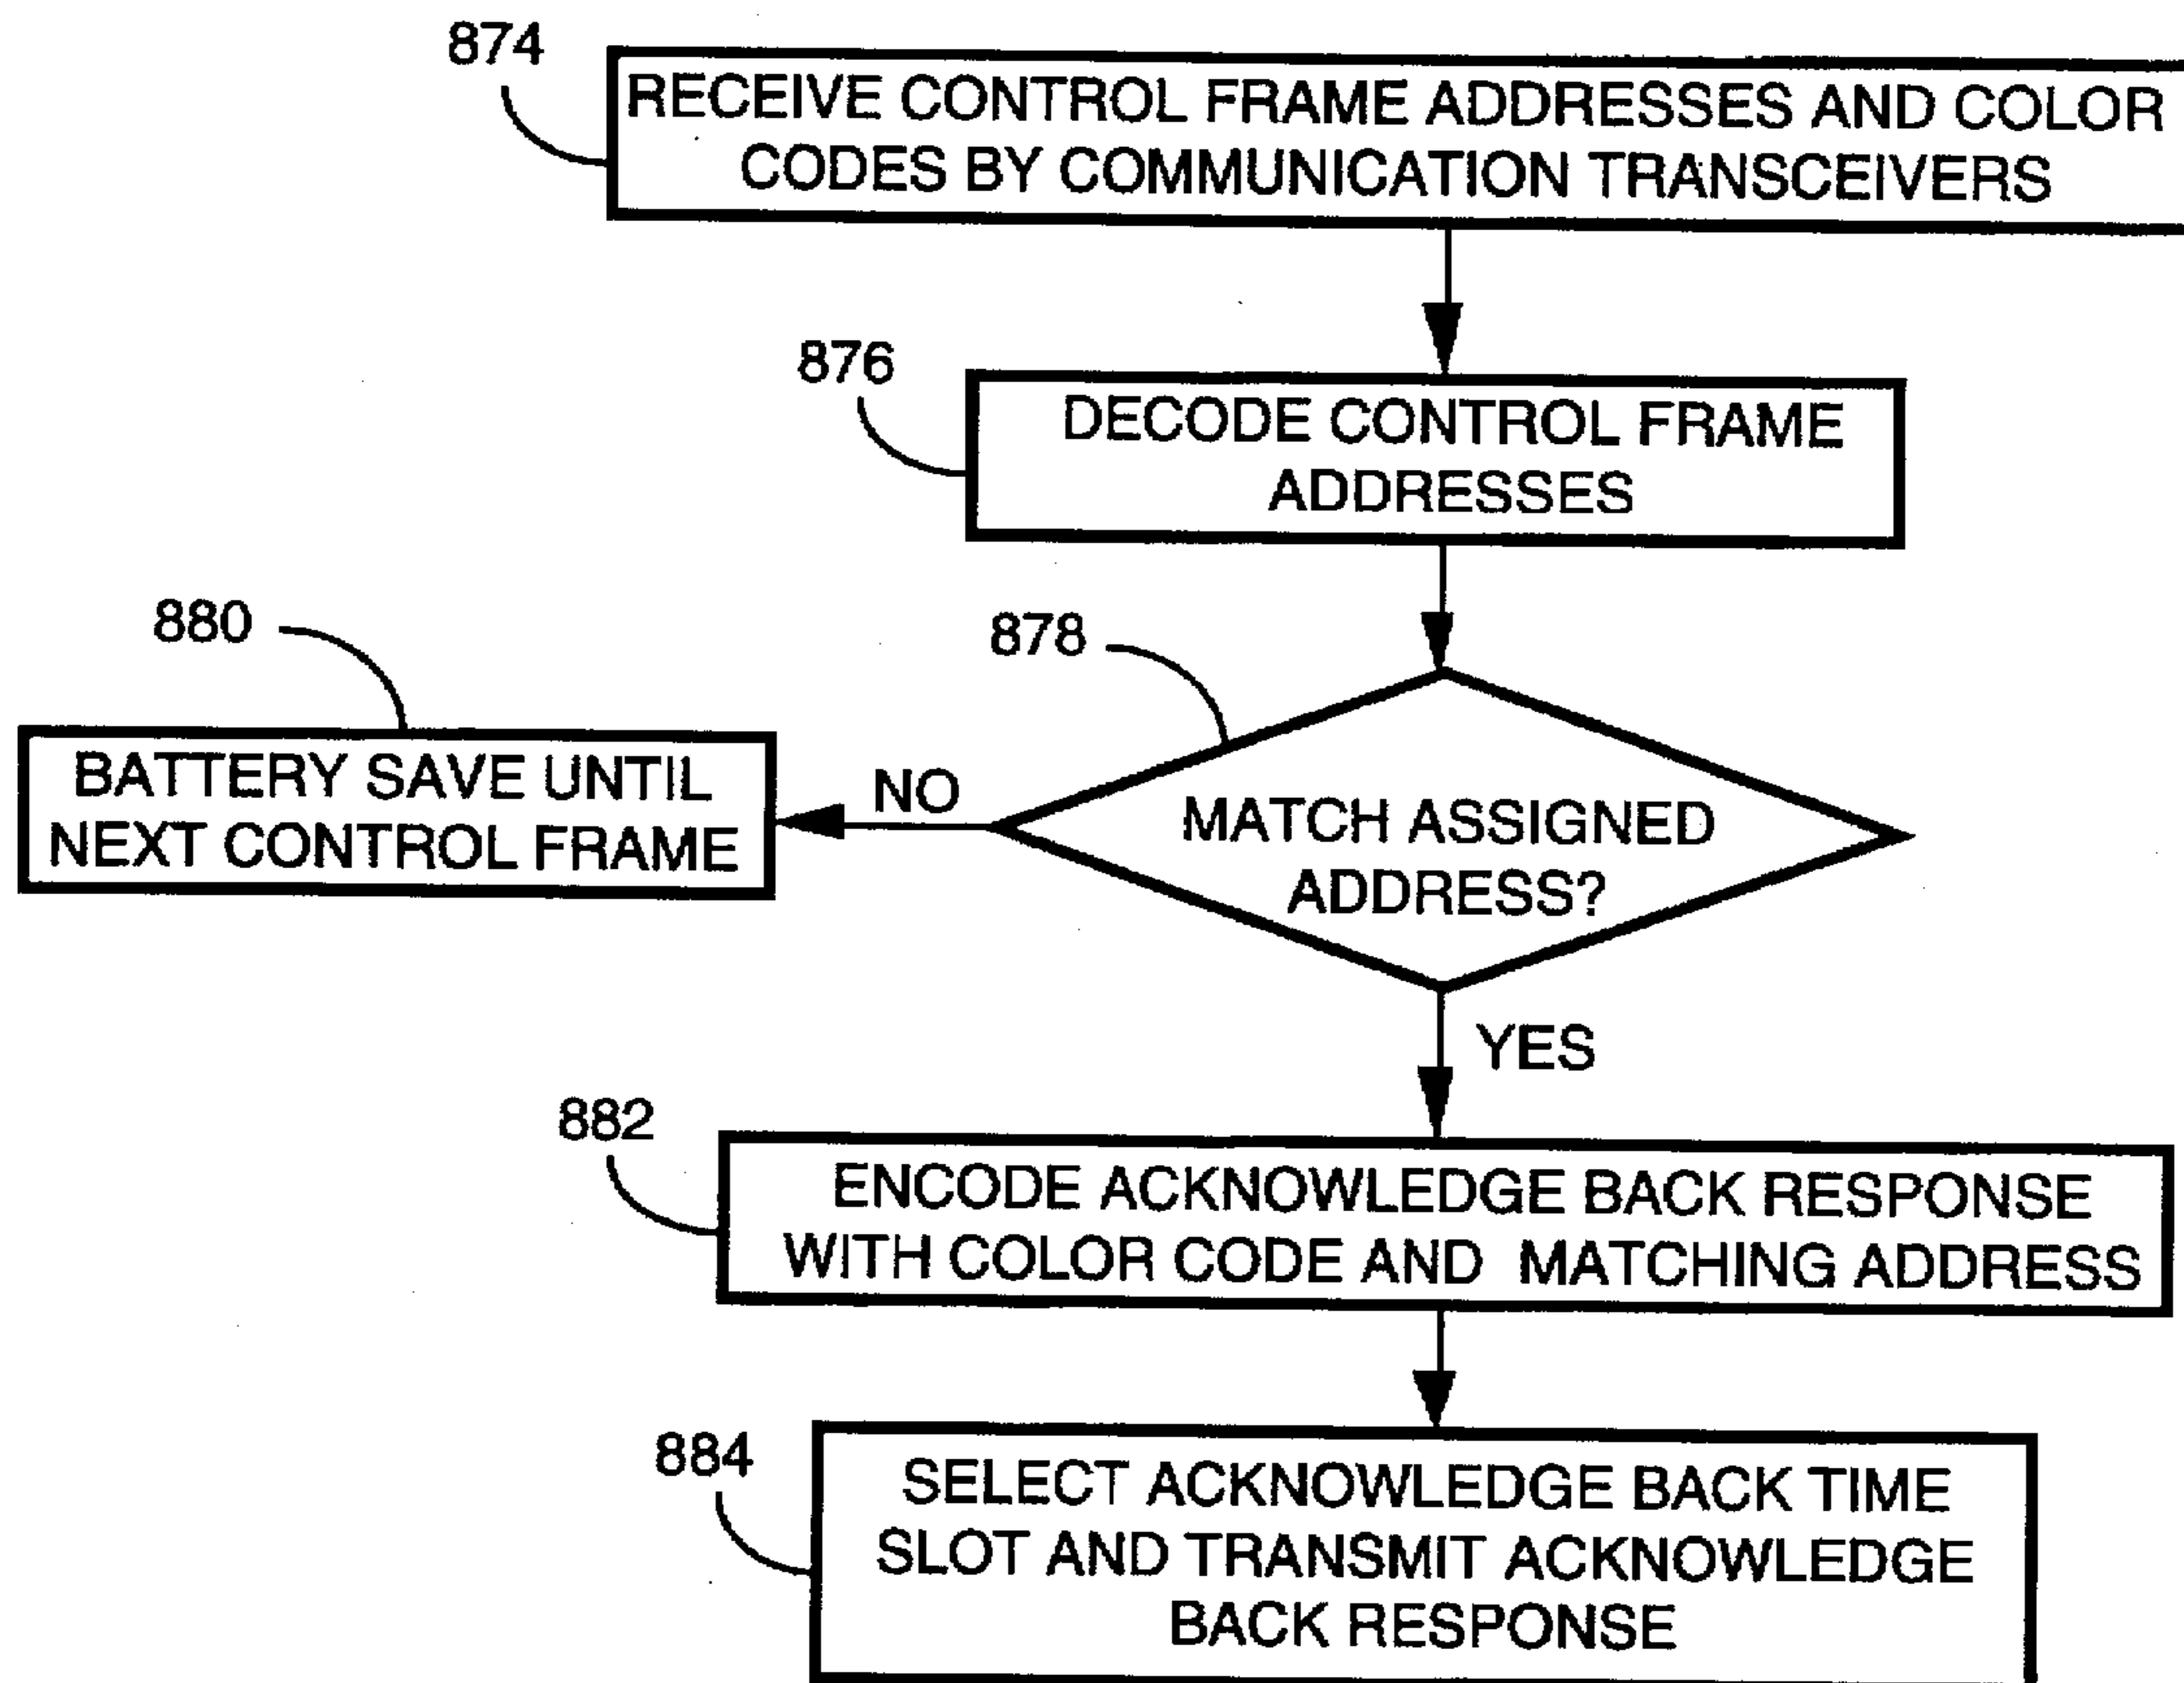 874
RECEIVE CONTROL FRAME ADDRESSES AND COLOR
CODES BY COMMUNICATION TRANSCEIVERS
876
DECODE CONTROL FRAME
ADDRESSES
878
MATCH ASSIGNED
ADDRESS?
NO
880
BATTERY SAVE UNTIL
NEXT CONTROL FRAME
YES
882
ENCODE ACKNOWLEDGE BACK RESPONSE
WITH COLOR CODE AND MATCHING ADDRESS
884
SELECT ACKNOWLEDGE BACK TIME
SLOT AND TRANSMIT ACKNOWLEDGE
BACK RESPONSE